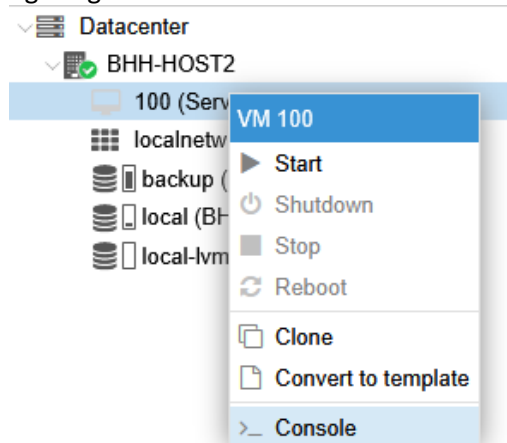 Datacenter
BHH-HOST2
100 (Serv
localnetw
backup (
local (BH
local-lvm
VM 100
Start
Shutdown
Stop
Reboot
Clone
Convert to template
Console